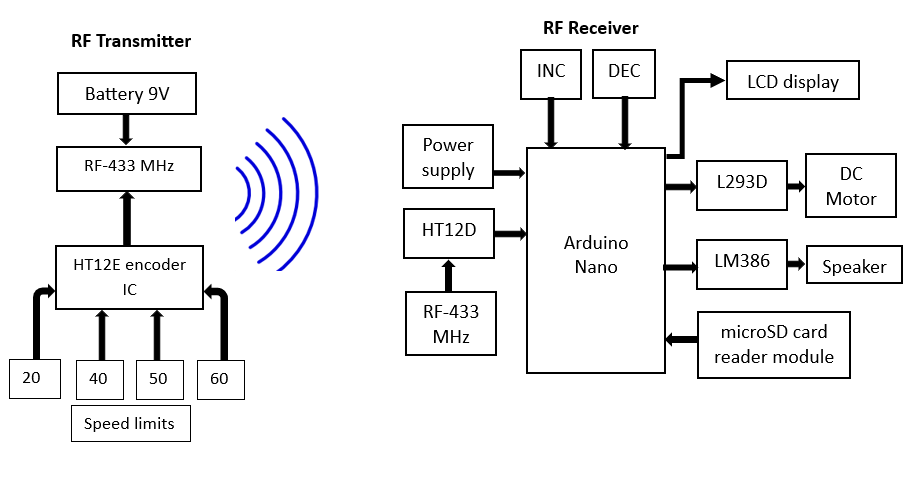 RF Transmitter
Battery 9V
RF-433 MHz
HT12E encoder
IC
20
40
50
60
Speed limits
RF Receiver
INC
DEC
LCD display
Power
supply
HT12D
RF-433
MHz
Arduino
Nano
L293D
DC
Motor
LM386
Speaker
microSD card
reader module